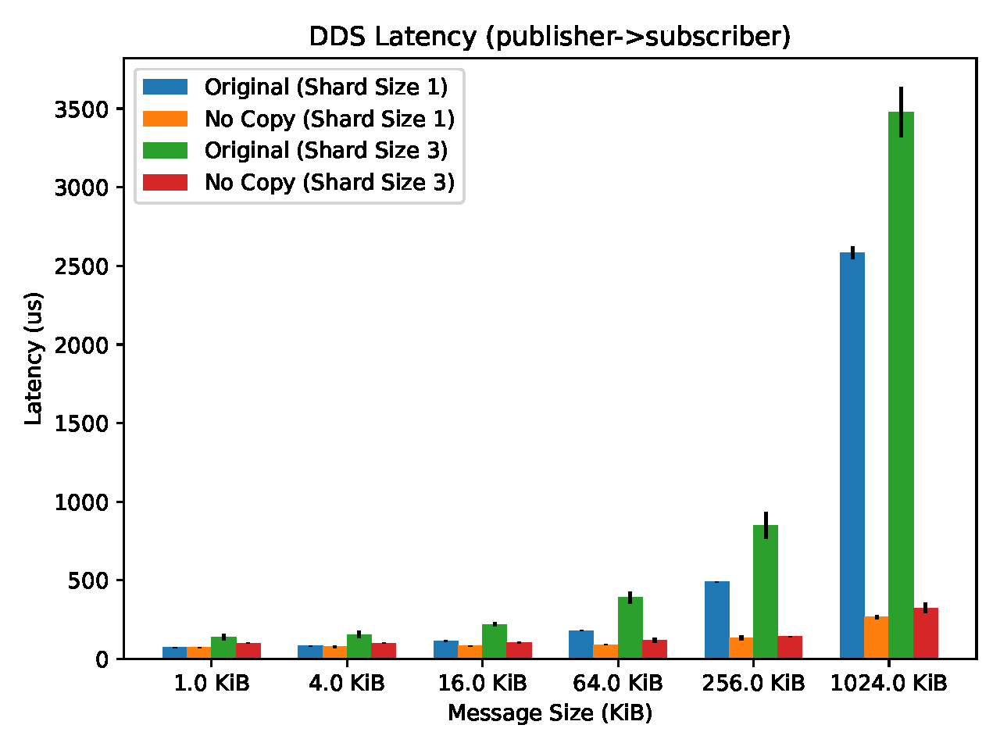 DDS Latency (publisher->subscriber)
Original (Shard Size 1)
No Copy (Shard Size 1)
Original (Shard Size 3)
No Copy (Shard Size 3)
3500
3000
2500
2000
1500
1000
500
0
Latency (us)
1.0 KiB 4.0 KiB 16.0 KiB 64.0 KiB 256.0 KiB 1024.0 KiB
Message Size (KiB)